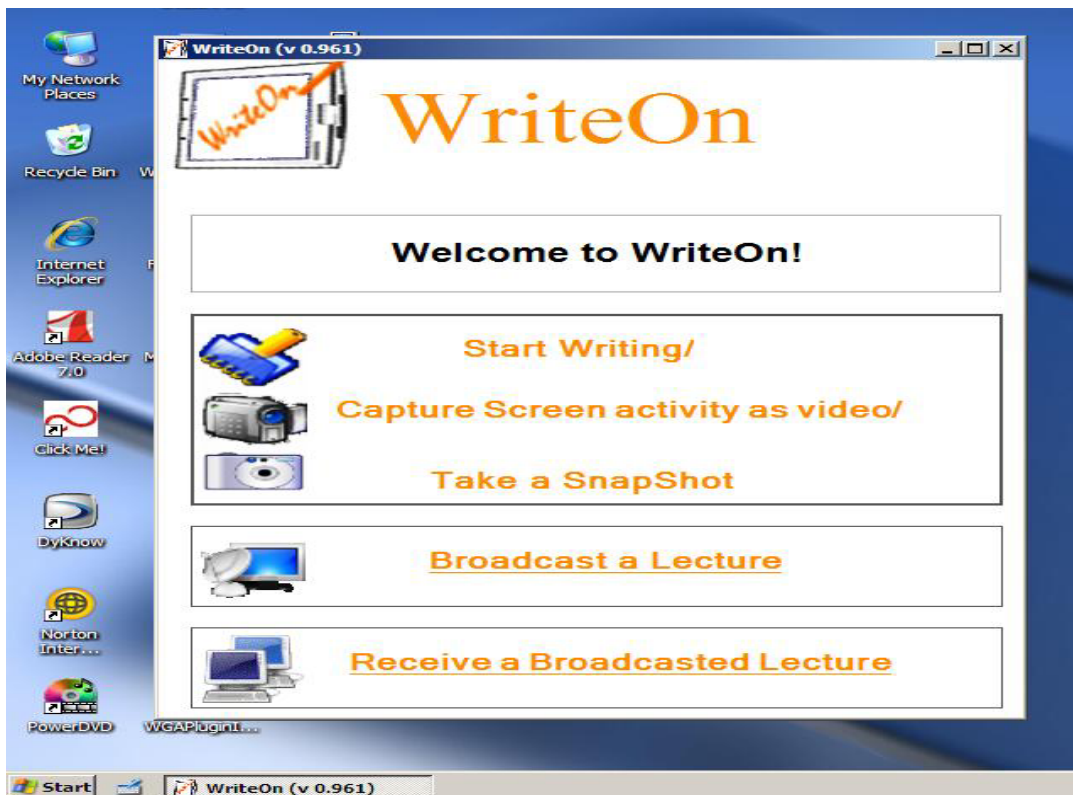 My Network
Places
Recycle Bin
W
Internet
Explorer
F
Adobe Reader
7.0
M
Click Me!
DyKnow
Norton
Inter...
PowerDVD
WGAPluginI...
WriteOn (v 0.961)
WriteOn
WriteOn
Welcome to WriteOn!
Start Writing/
Capture Screen activity as video/
Take a SnapShot
Broadcast a Lecture
Receive a Broadcasted Lecture
Start
WriteOn (v 0.961)